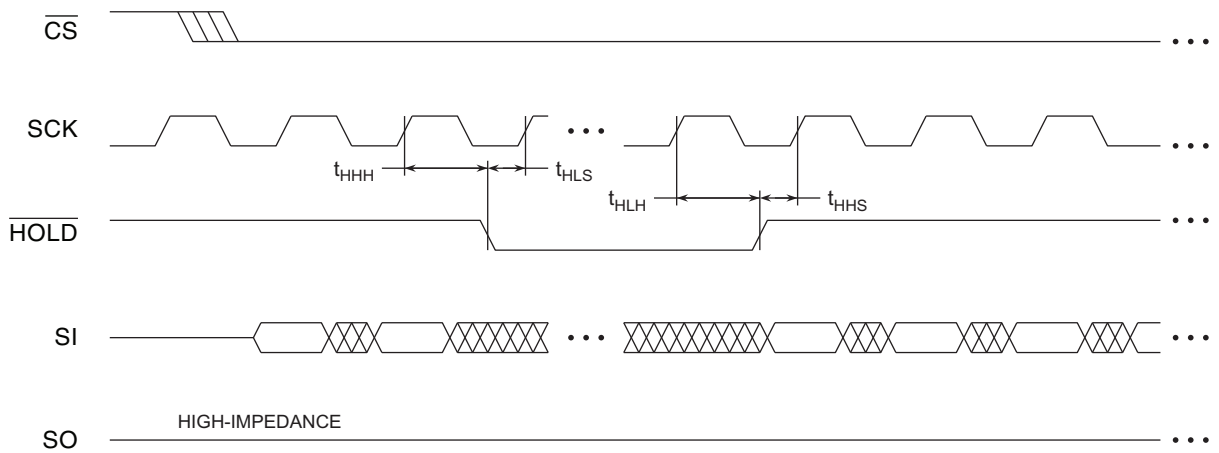 CS
SCK
tHHH tHLS
tHLH tHHS
HOLD
SI
HIGH-IMPEDANCE
SO